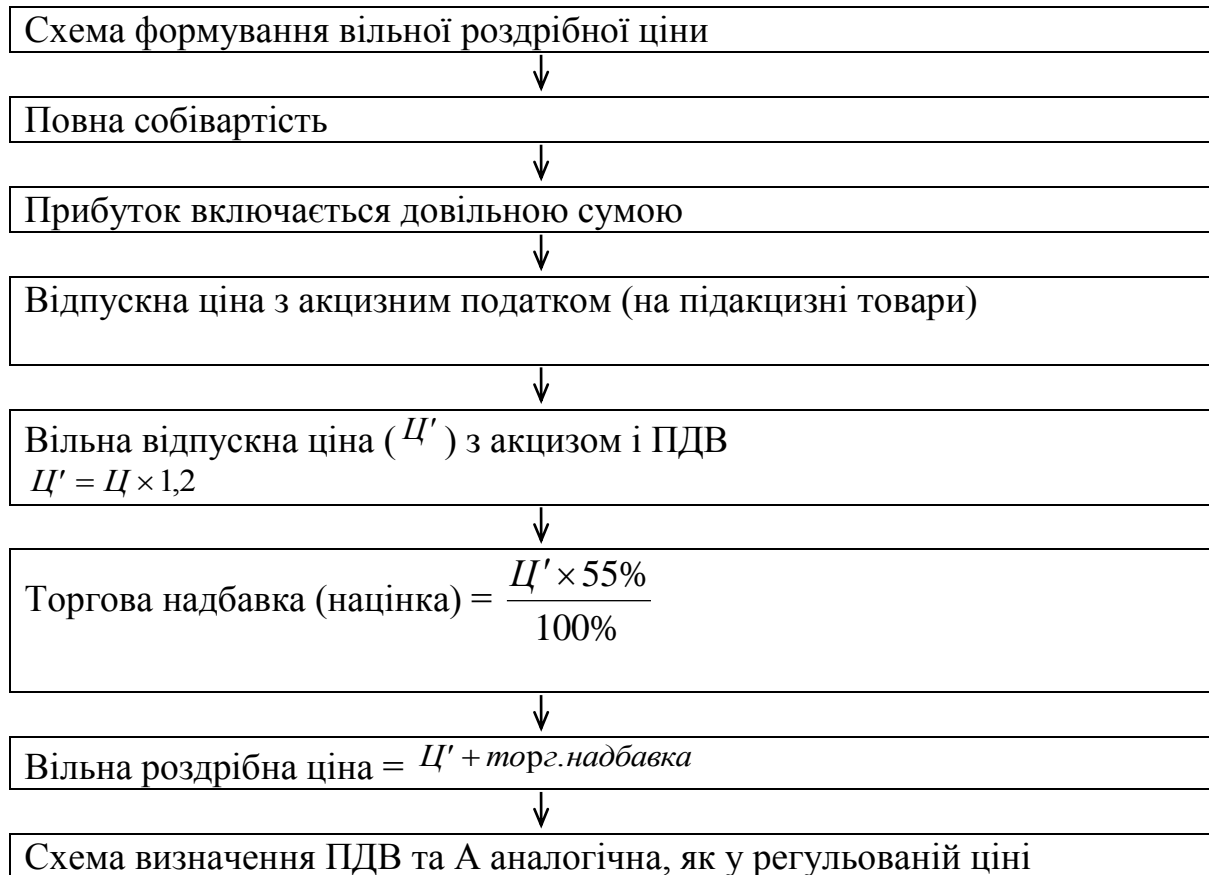 Схема формування вільної роздрібної ціни
Повна собівартість
Прибуток включається довільною сумою
Відпускна ціна з акцизним податком (на підакцизні товари)
Вільна відпускна ціна ( Ц′ ) з акцизом і ПДВ
Ц′ = Ц × 1,2
Торгова надбавка (націнка) = Ц′ × 55% / 100%
Вільна роздрібна ціна = Ц′ + торг.надбавка
Схема визначення ПДВ та А аналогічна, як у регульованій ціні